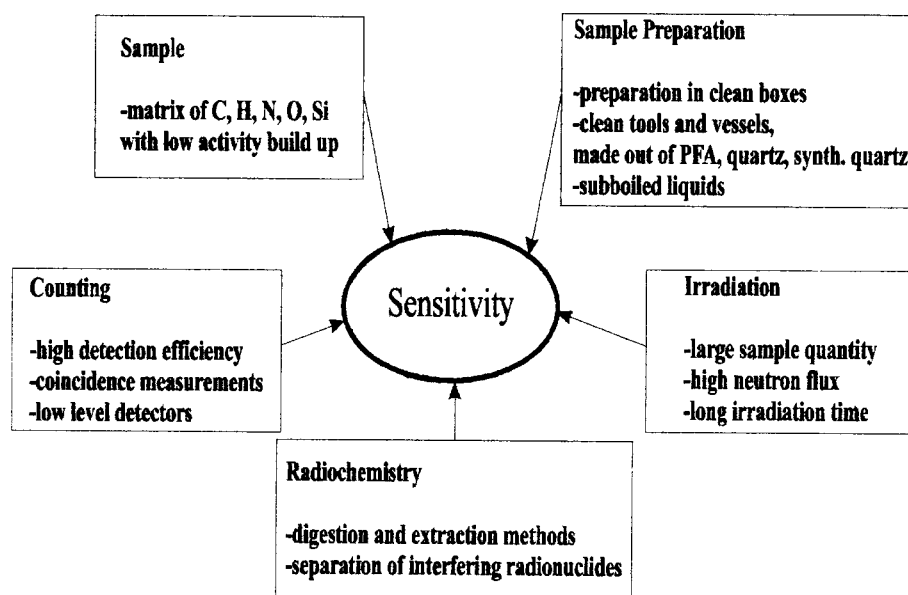 Sample
-matrix of C, H, N, O, Si
with low activity build up
Sample Preparation
-preparation in clean boxes
-clean tools and vessels,
made out of PFA, quartz, synth. quartz
-subboiled liquids
Counting
-high detection efficiency
-coincidence measurements
-low level detectors
Sensitivity
Irradiation
-large sample quantity
-high neutron flux
-long irradiation time
Radiochemistry
-digestion and extraction methods
-separation of interfering radionuclides